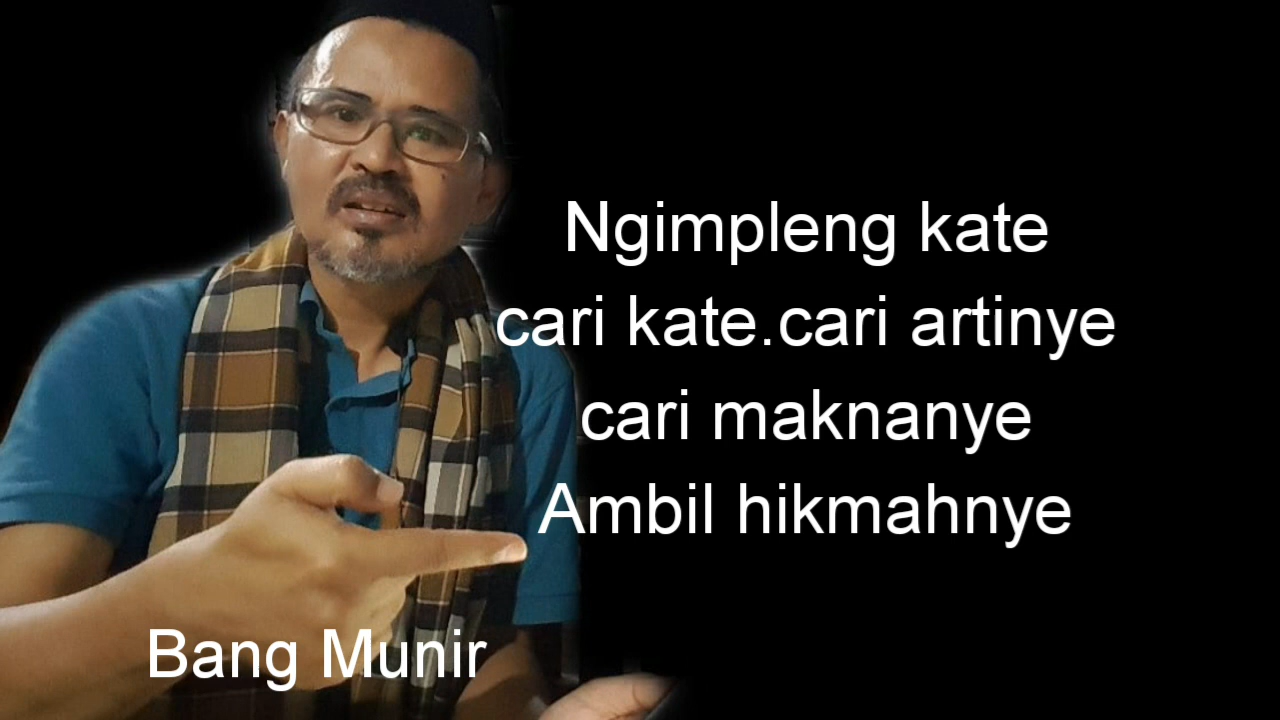 Ngimpleng kate
cari kate.cari artinye
cari maknanye
Ambil hikmahnye
Bang Munir